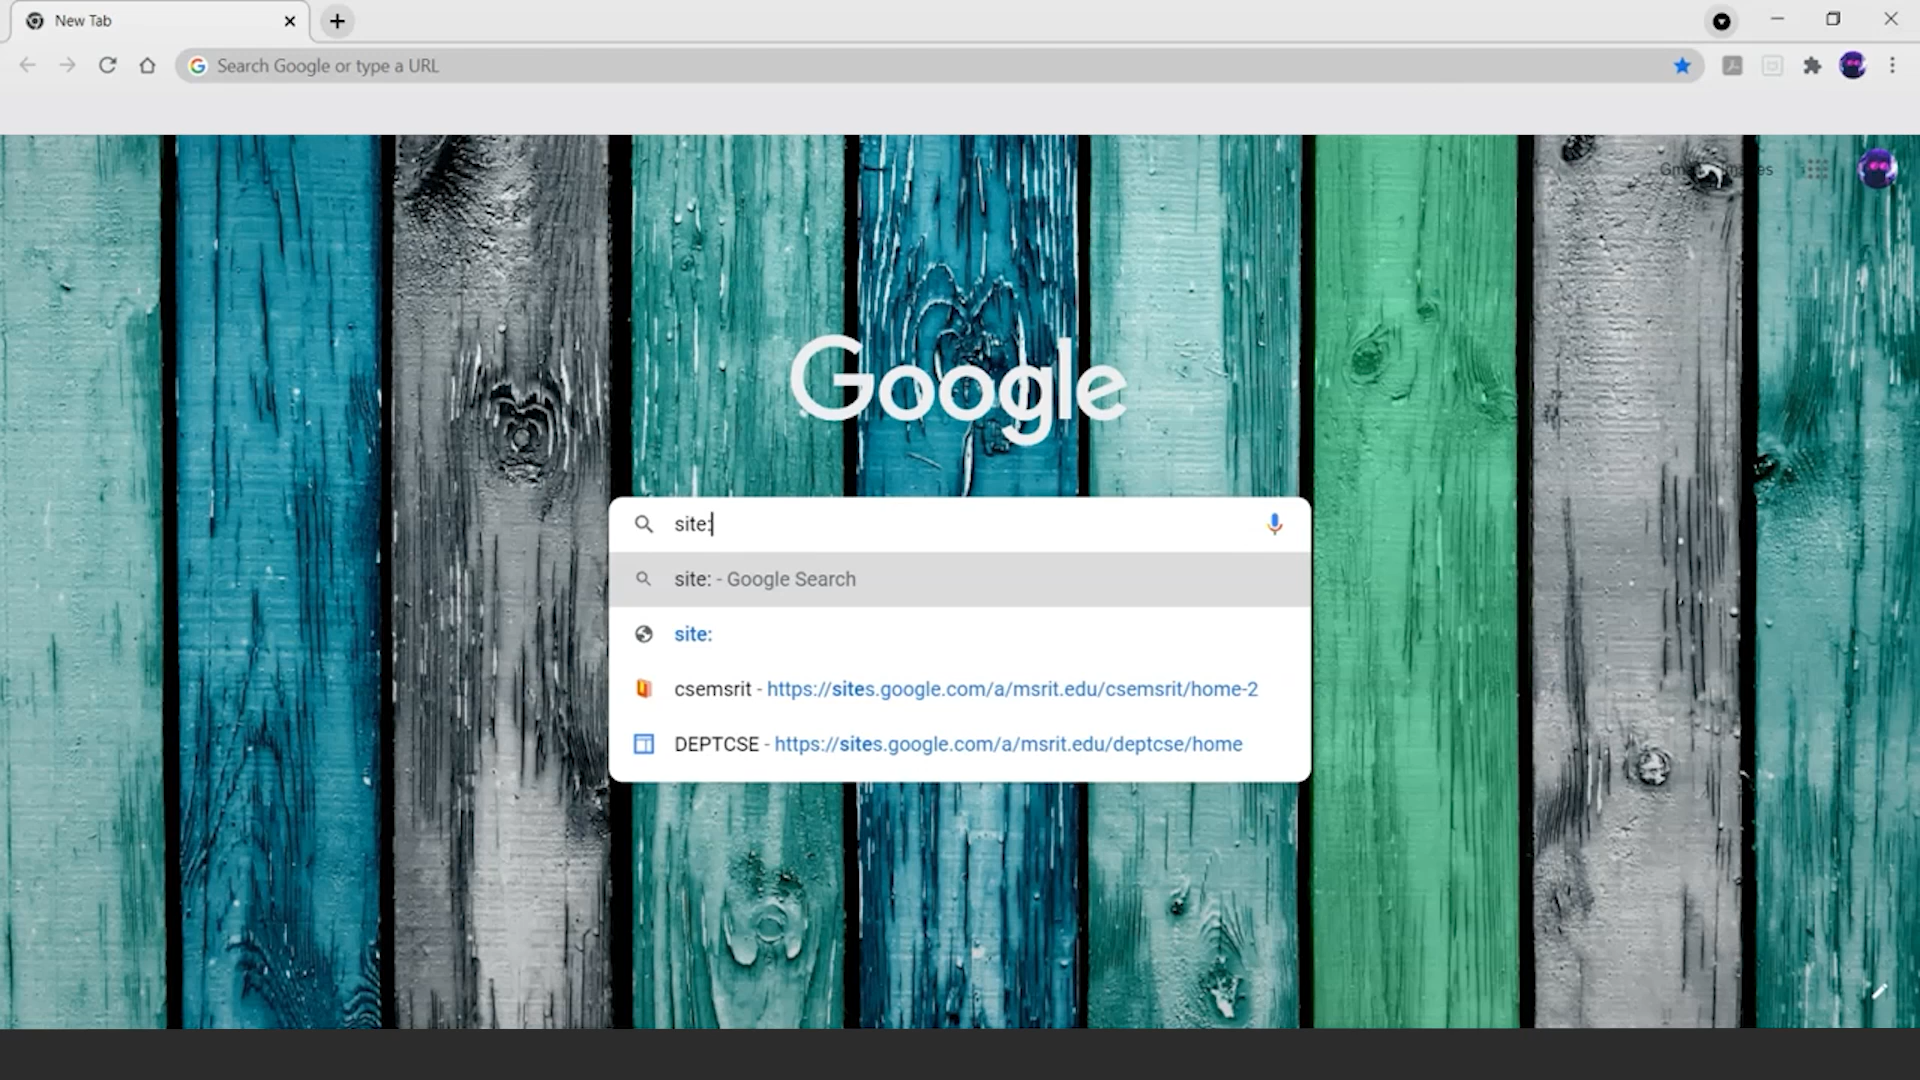 New Tab
Search Google or type a URL
Google
site:
site: - Google Search
site:
csemsrit - https://sites.google.com/a/msrit.edu/csemsrit/home-2
DEPTCSE - https://sites.google.com/a/msrit.edu/deptcse/home